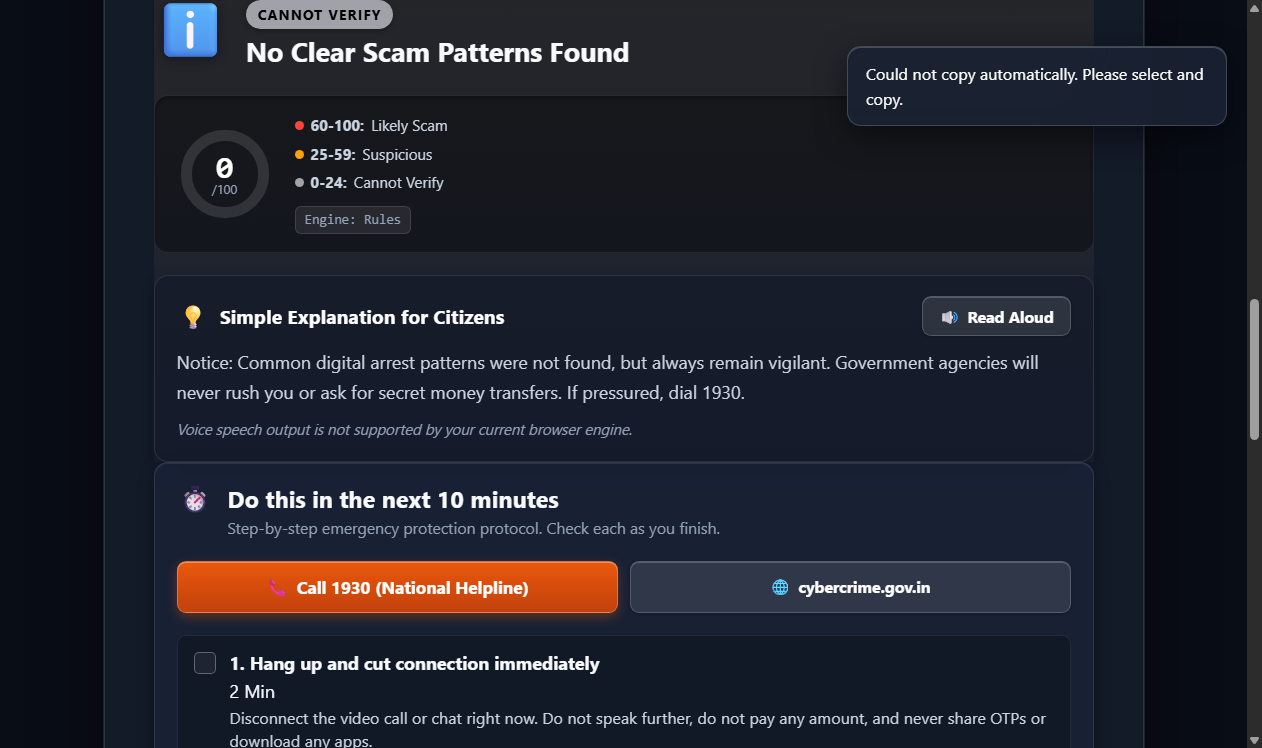 CANNOT VERIFY
No Clear Scam Patterns Found
Could not copy automatically. Please select and
copy.
0
/100
60-100: Likely Scam
25-59: Suspicious
0-24: Cannot Verify
Engine: Rules
Simple Explanation for Citizens
Read Aloud
Notice: Common digital arrest patterns were not found, but always remain vigilant. Government agencies will
never rush you or ask for secret money transfers. If pressured, dial 1930.
Voice speech output is not supported by your current browser engine.
Do this in the next 10 minutes
Step-by-step emergency protection protocol. Check each as you finish.
Call 1930 (National Helpline)
cybercrime.gov.in
1. Hang up and cut connection immediately
2 Min
Disconnect the video call or chat right now. Do not speak further, do not pay any amount, and never share OTPs or
download any apps.